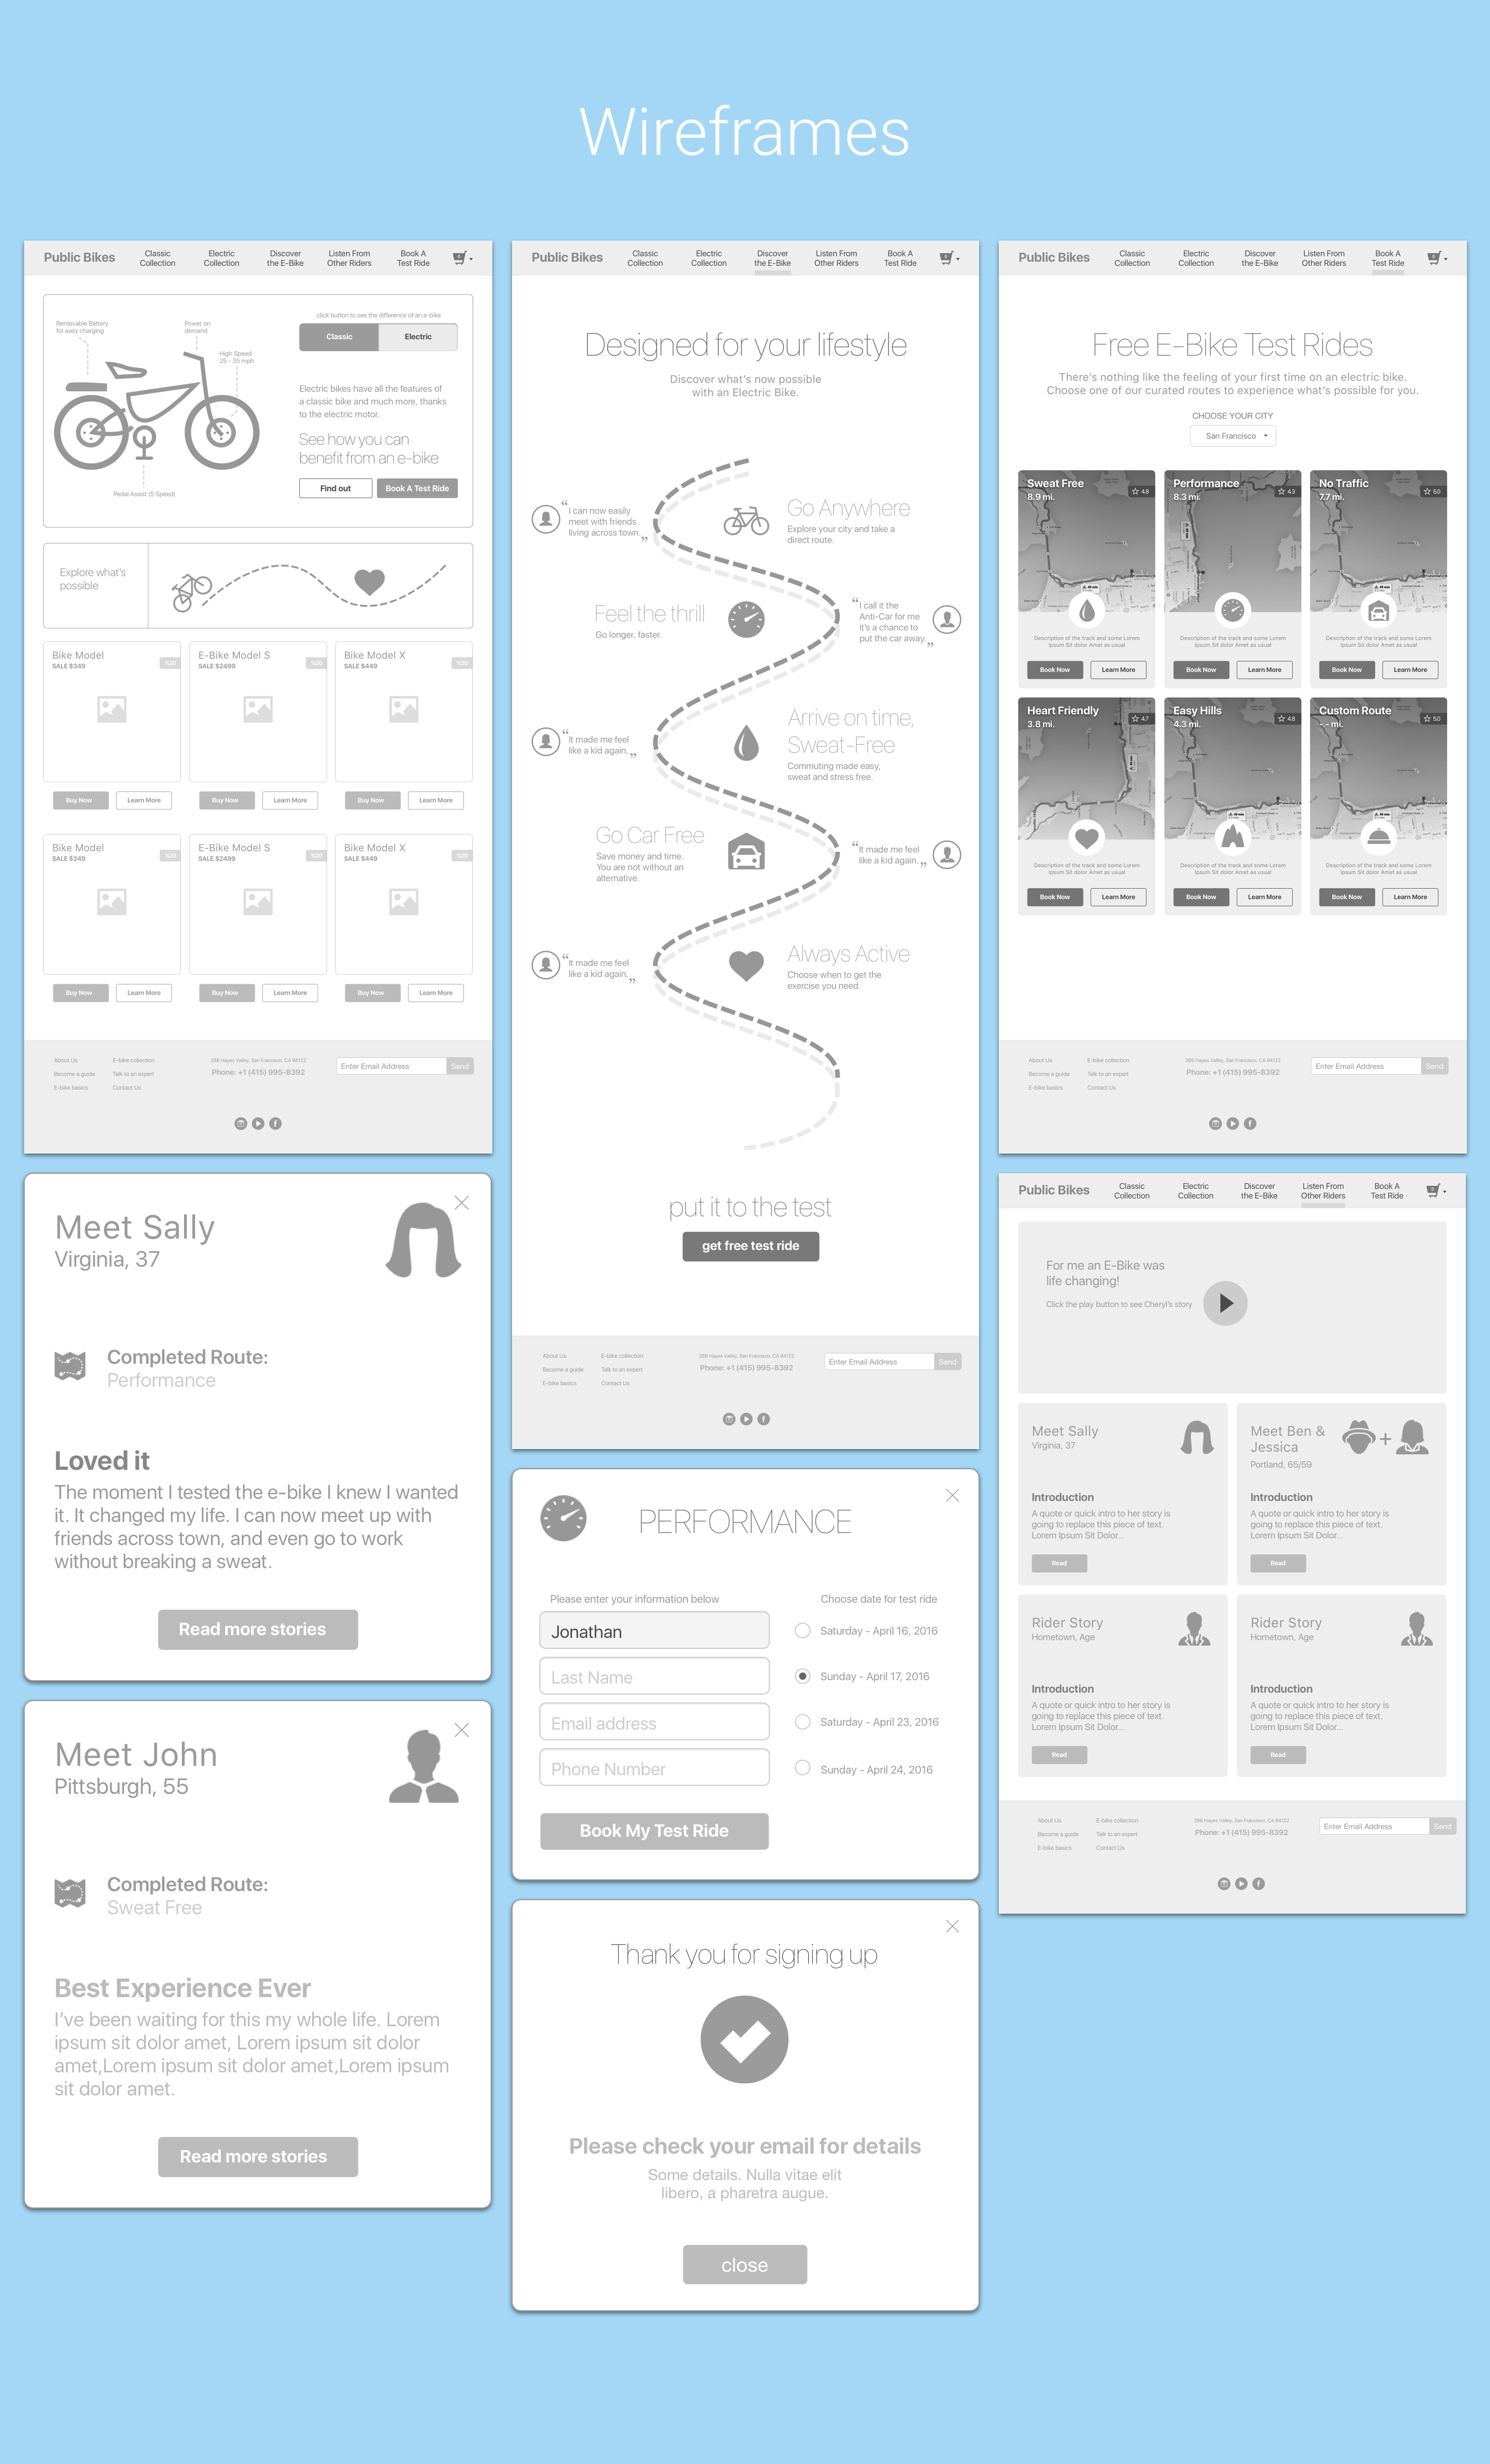 Wireframes
Public Bikes
Classic
Collection
Electric
Collection
Discover
the E-Bike
Listen From
Other Riders
Book A
Test Ride
Removable Battery
for easy charging
Power on
demand
High Speed
25 - 35 mph
Pedal Assist (5 Speed)
click button to see the difference of an e-bike
Classic
Electric
Electric bikes have all the features of
a classic bike and much more, thanks
to the electric motor.
See how you can
benefit from an e-bike
Find out
Book A Test Ride
Explore what's
possible
Bike Model
SALE $349
%20
E-Bike Model S
SALE $2499
%20
Bike Model X
SALE $449
%20
Buy Now
Learn More
Buy Now
Learn More
Buy Now
Learn More
Bike Model
SALE $349
%20
E-Bike Model S
SALE $2499
%20
Bike Model X
SALE $449
%20
Buy Now
Learn More
Buy Now
Learn More
Buy Now
Learn More
About Us
Become a guide
E-bike basics
E-bike collection
Talk to an expert
Contact Us
286 Hayes Valley, San Francisco, CA 94122
Phone: +1 (415) 995-8392
Enter Email Address
Send
Meet Sally
Virginia, 37
Completed Route:
Performance
Loved it
The moment I tested the e-bike I knew I wanted
it. It changed my life. I can now meet up with
friends across town, and even go to work
without breaking a sweat.
Read more stories
Meet John
Pittsburgh, 55
Completed Route:
Sweat Free
Best Experience Ever
I've been waiting for this my whole life. Lorem
ipsum sit dolor amet, Lorem ipsum sit dolor
amet,Lorem ipsum sit dolor amet,Lorem ipsum
sit dolor amet.
Read more stories
Public Bikes
Classic
Collection
Electric
Collection
Discover
the E-Bike
Listen From
Other Riders
Book A
Test Ride
Designed for your lifestyle
Discover what's now possible
with an Electric Bike.
“I can now easily
meet with friends
living across town.”
Go Anywhere
Explore your city and take a
direct route.
Feel the thrill
Go longer, faster.
“I call it the
Anti-Car for me
it's a chance to
put the car away.”
“It made me feel
like a kid again.”
Arrive on time,
Sweat-Free
Commuting made easy,
sweat and stress free.
Go Car Free
Save money and time.
You are not without an
alternative.
“It made me feel
like a kid again.”
“It made me feel
like a kid again.”
Always Active
Choose when to get the
exercise you need.
put it to the test
get free test ride
About Us
Become a guide
E-bike basics
E-bike collection
Talk to an expert
Contact Us
286 Hayes Valley, San Francisco, CA 94122
Phone: +1 (415) 995-8392
Enter Email Address
Send
PERFORMANCE
Please enter your information below
Jonathan
Last Name
Email address
Phone Number
Book My Test Ride
Choose date for test ride
Saturday - April 16, 2016
Sunday - April 17, 2016
Saturday - April 23, 2016
Sunday - April 24, 2016
Thank you for signing up
Please check your email for details
Some details. Nulla vitae elit
libero, a pharetra augue.
close
Public Bikes
Classic
Collection
Electric
Collection
Discover
the E-Bike
Listen From
Other Riders
Book A
Test Ride
Free E-Bike Test Rides
There's nothing like the feeling of your first time on an electric bike.
Choose one of our curated routes to experience what's possible for you.
CHOOSE YOUR CITY
San Francisco
Sweat Free
8.9 mi.
4.8
Description of the track and some Lorem
Ipsum Sit dolor Amet as usual
Book Now
Learn More
Performance
8.3 mi.
4.3
Description of the track and some Lorem
Ipsum Sit dolor Amet as usual
Book Now
Learn More
No Traffic
7.7 mi.
5.0
Description of the track and some Lorem
Ipsum Sit dolor Amet as usual
Book Now
Learn More
Heart Friendly
3.8 mi.
4.7
Description of the track and some Lorem
Ipsum Sit dolor Amet as usual
Book Now
Learn More
Easy Hills
4.3 mi.
4.8
Description of the track and some Lorem
Ipsum Sit dolor Amet as usual
Book Now
Learn More
Custom Route
-.- mi.
5.0
Description of the track and some Lorem
Ipsum Sit dolor Amet as usual
Book Now
Learn More
About Us
Become a guide
E-bike basics
E-bike collection
Talk to an expert
Contact Us
286 Hayes Valley, San Francisco, CA 94122
Phone: +1 (415) 995-8392
Enter Email Address
Send
Public Bikes
Classic
Collection
Electric
Collection
Discover
the E-Bike
Listen From
Other Riders
Book A
Test Ride
For me an E-Bike was
life changing!
Click the play button to see Cheryl's story
Meet Sally
Virginia, 37
Introduction
A quote or quick intro to her story is
going to replace this piece of text.
Lorem Ipsum Sit Dolor...
Read
Meet Ben &
Jessica
Portland, 65/59
Introduction
A quote or quick intro to her story is
going to replace this piece of text.
Lorem Ipsum Sit Dolor...
Read
Rider Story
Hometown, Age
Introduction
A quote or quick intro to her story is
going to replace this piece of text.
Lorem Ipsum Sit Dolor...
Read
Rider Story
Hometown, Age
Introduction
A quote or quick intro to her story is
going to replace this piece of text.
Lorem Ipsum Sit Dolor...
Read
About Us
Become a guide
E-bike basics
E-bike collection
Talk to an expert
Contact Us
286 Hayes Valley, San Francisco, CA 94122
Phone: +1 (415) 995-8392
Enter Email Address
Send